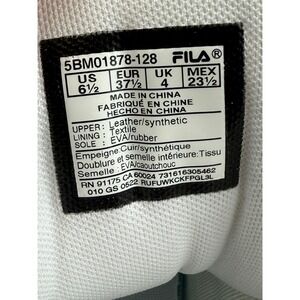 5BM01878-128 FILA®
US EUR UK MEX
6½ 37½ 4 23½
MADE IN CHINA
FABRIQUÉ EN CHINE
HECHO EN CHINA
UPPER: Leather/synthetic
LINING: Textile
SOLE: EVA/rubber
Empeigne Cuir/synthétique
Doublure et semelle intérieure: Tissu
Semelle: EVA/caoutchouc
RN 91175 CA 60024 731616305462
010 GS 0522 RUFUWKCKFPGL3L